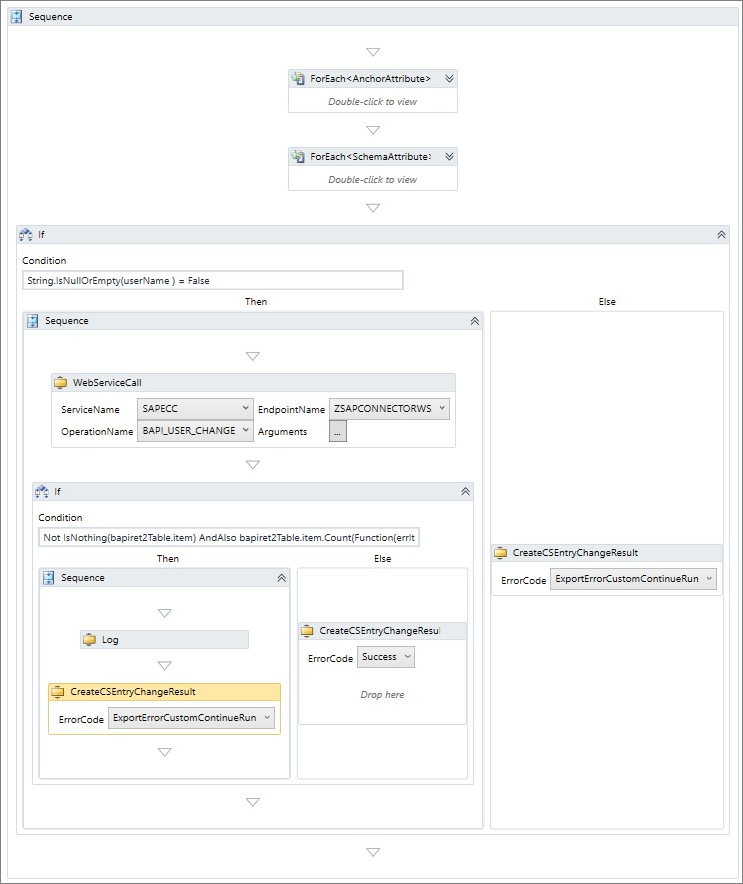 Sequence
ForEach<AnchorAttribute>
Double-click to view
ForEach<SchemaAttribute>
Double-click to view
If
Condition
String.IsNullOrEmpty(userName ) = False
Then Else
Sequence
WebServiceCall
ServiceName SAPECC EndpointName ZSAPCONNECTORWS
OperationName BAPI_USER_CHANGE Arguments ...
If
Condition
Not IsNothing(bapiret2Table.item) AndAlso bapiret2Table.item.Count(Function(errIt
Then Else
Sequence
Log
CreateCSEntryChangeResult
ErrorCode ExportErrorCustomContinueRun
CreateCSEntryChangeResul
ErrorCode Success
Drop here
CreateCSEntryChangeResult
ErrorCode ExportErrorCustomContinueRun